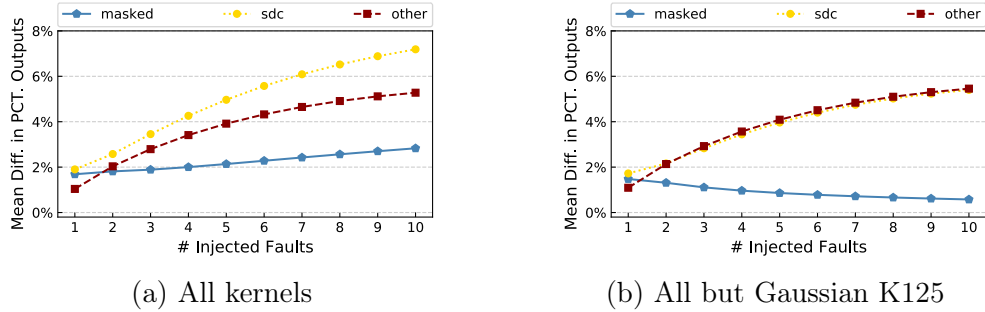 masked sdc other
8%
6%
4%
2%
0%
Mean Diff. in PCT. Outputs
1 2 3 4 5 6 7 8 9 10
# Injected Faults
(a) All kernels
masked sdc other
8%
6%
4%
2%
0%
Mean Diff. in PCT. Outputs
1 2 3 4 5 6 7 8 9 10
# Injected Faults
(b) All but Gaussian K125